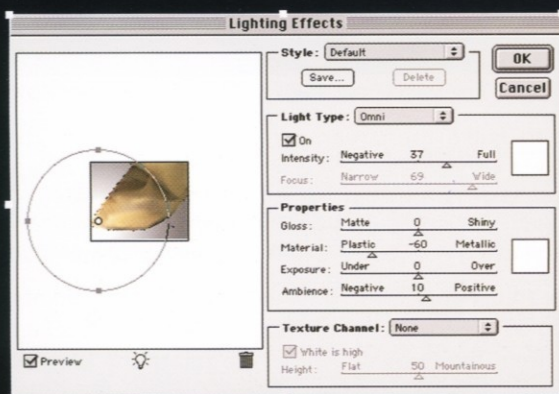 Lighting Effects
Style: Default
Save... Delete
OK
Cancel
Light Type: Omni
On
Intensity: Negative 37 Full
Focus: Narrow 69 Wide
Properties
Gloss: Matte 0 Shiny
Material: Plastic -60 Metallic
Exposure: Under 0 Over
Ambience: Negative 10 Positive
Texture Channel: None
White is high
Height: Flat 50 Mountainous
Preview